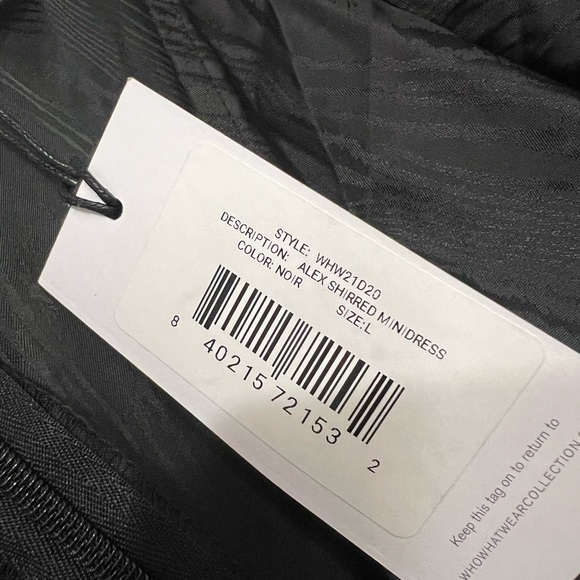 STYLE: WHW21D20
DESCRIPTION: ALEX SHIRRED MINIDRESS
COLOR: NOIR SIZE:L
8 40215 72153 2
Keep this tag on to return to
WHOWHATWEARCOLLECTION.